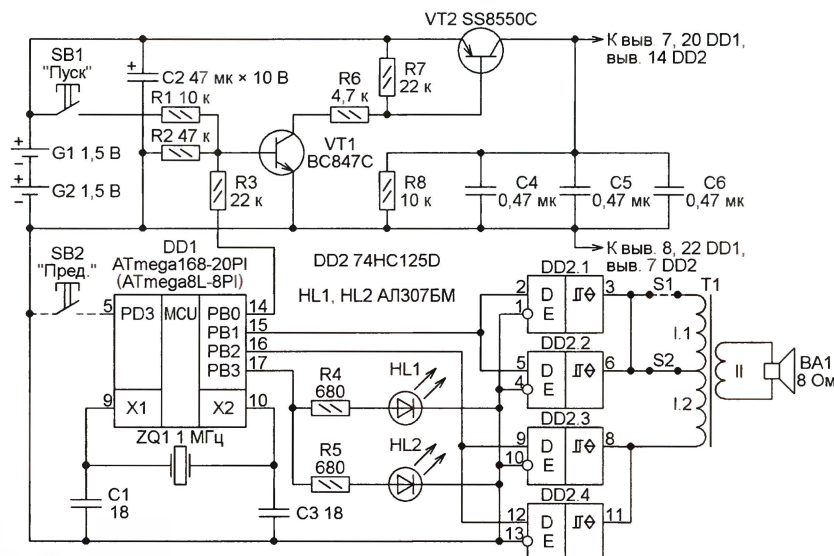 VT2 SS8550C
К выв. 7, 20 DD1,
выв. 14 DD2
SB1
"Пуск"
+
C2 47 мк × 10 В
R1 10 к
R2 47 к
R6
4,7 к
R7
22 к
VT1
BC847C
+
G1 1,5 В
-
+
G2 1,5 В
-
R3
22 к
R8
10 к
C4
0,47 мк
C5
0,47 мк
C6
0,47 мк
К выв. 8, 22 DD1,
выв. 7 DD2
SB2
"Пред."
DD1
ATmega168-20PI
(ATmega8L-8PI)
DD2 74HC125D
HL1, HL2 АЛ307БМ
5 PD3 MCU PB0 14
PB1 15
PB2 16
PB3 17
9 X1 X2 10
ZQ1 1 МГц
C1
18
C3 18
R4
680
HL1
R5
680
HL2
DD2.1
2 D 3
1 E
DD2.2
5 D 6
4 E
DD2.3
9 D 8
10 E
DD2.4
12 D 11
13 E
S1
S2
T1
I.1
I.2
II
BA1
8 Ом